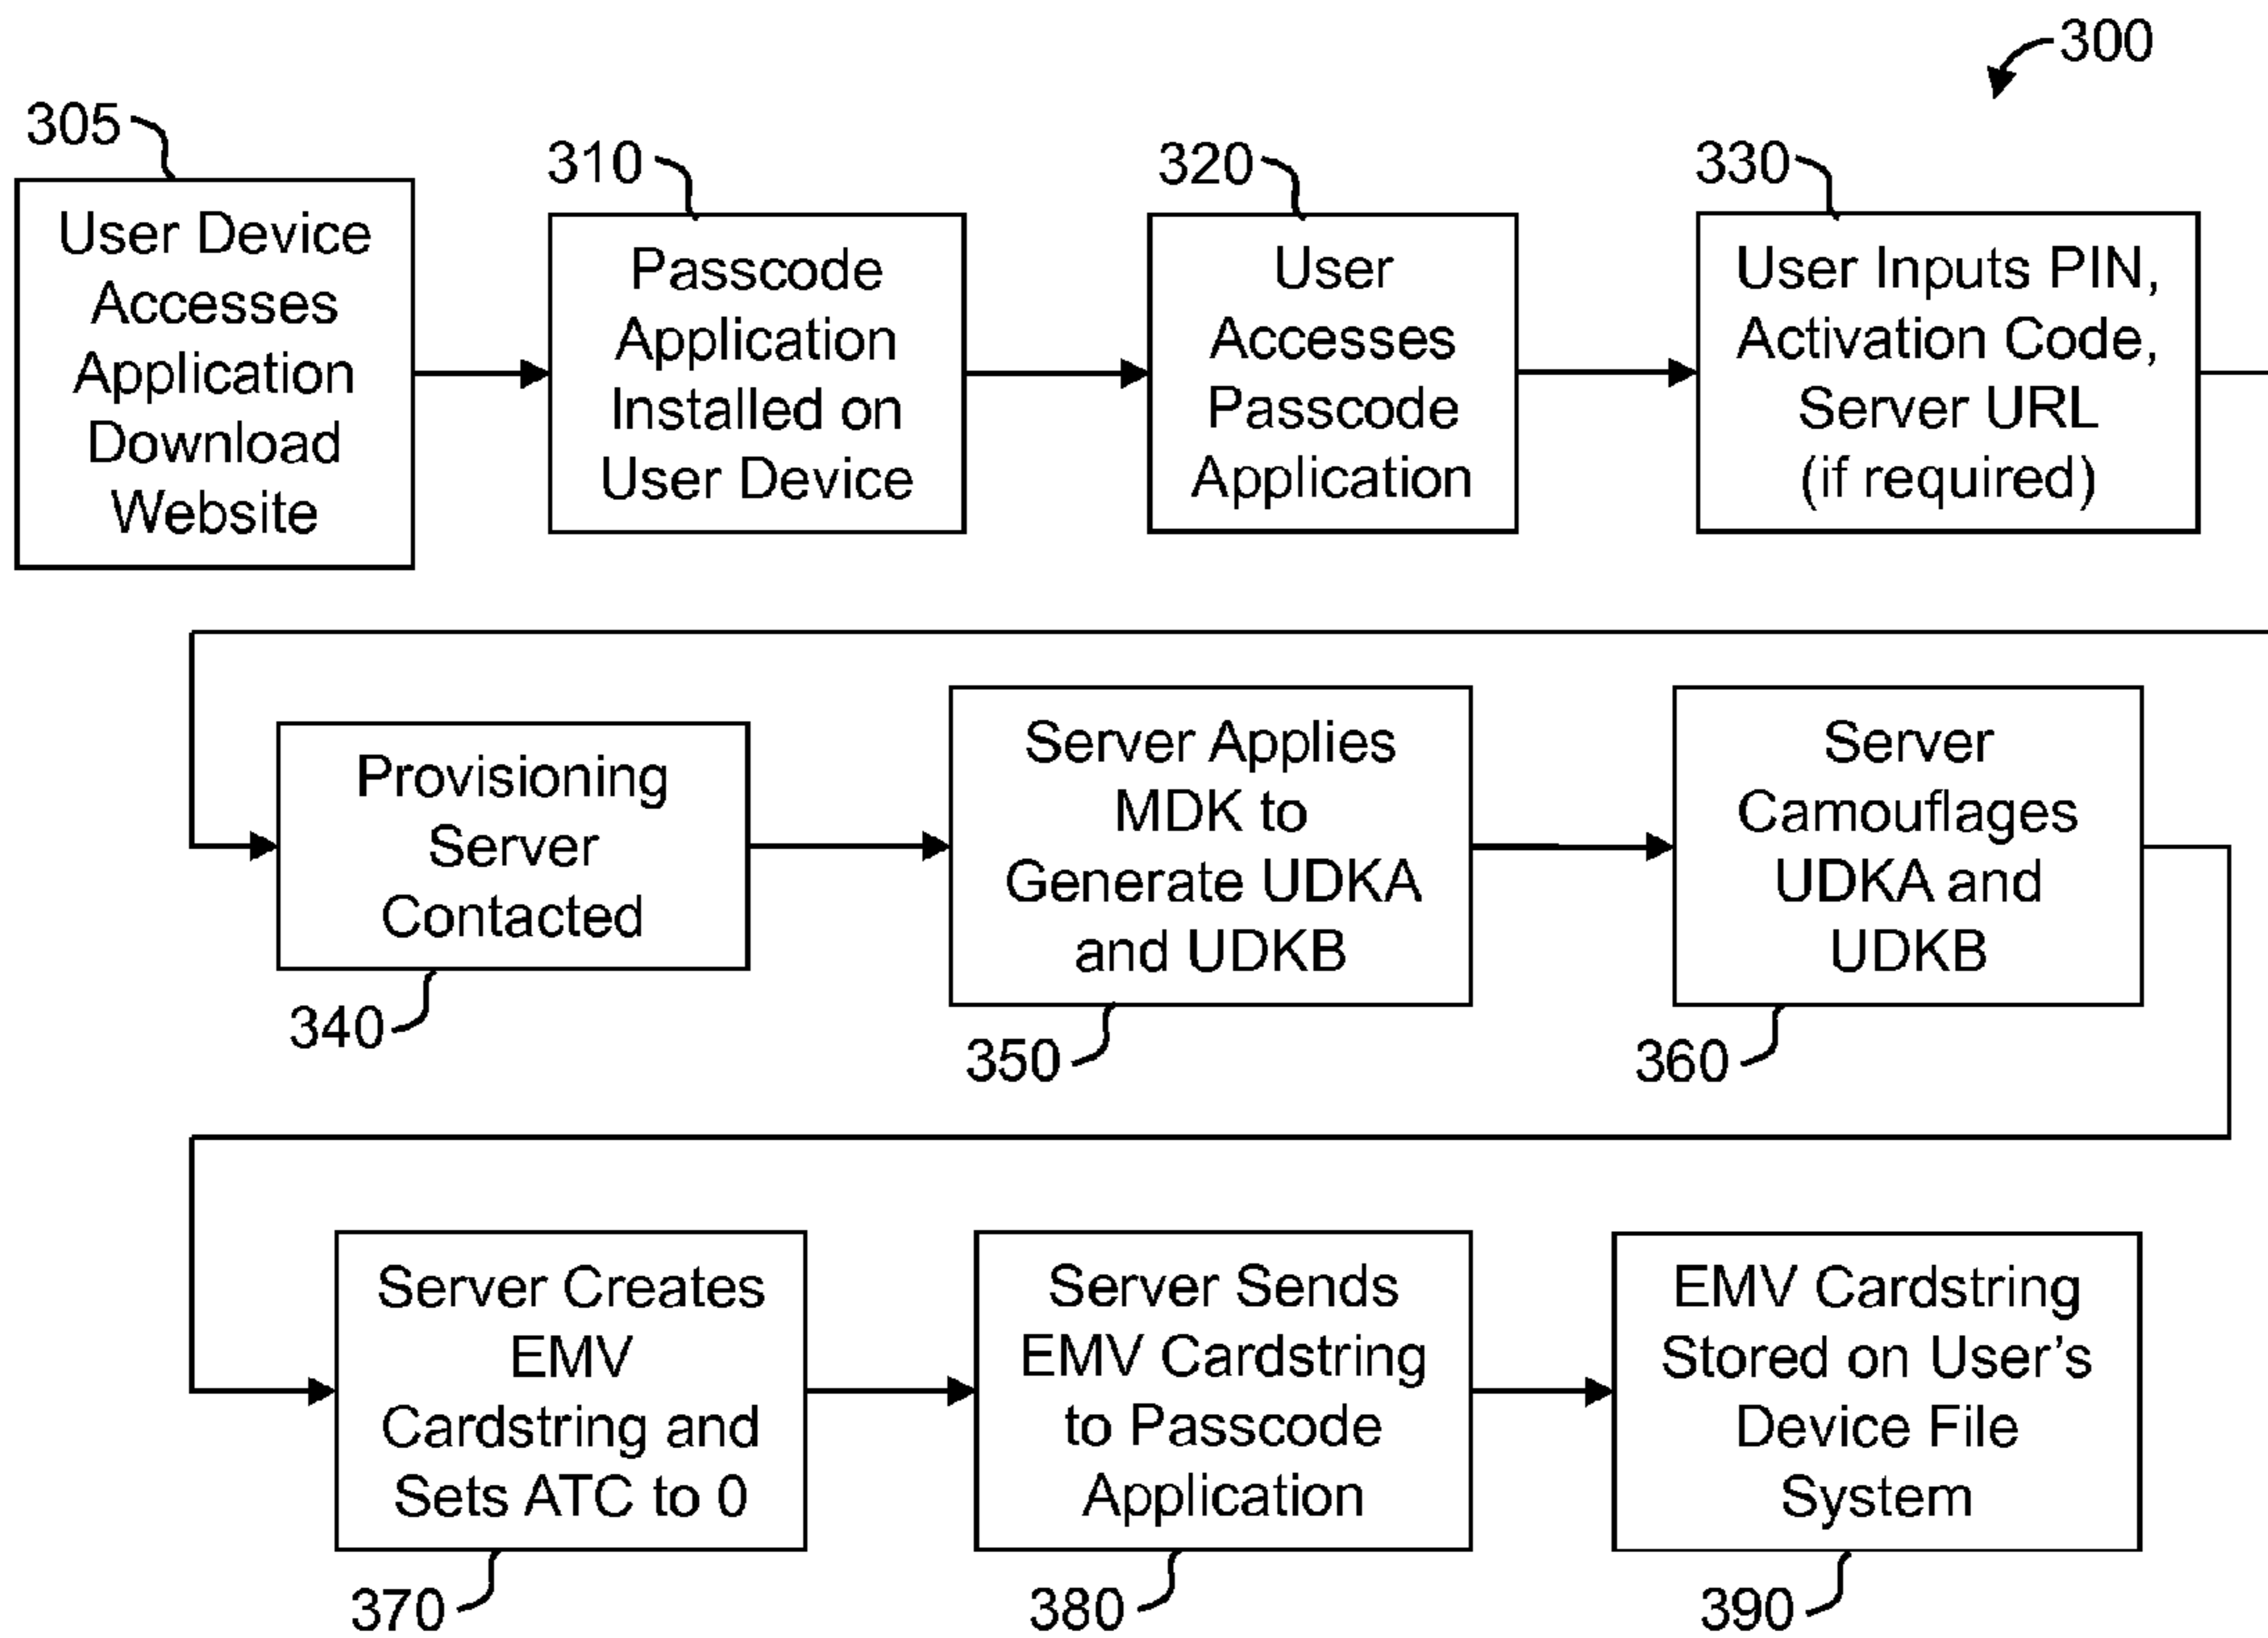 300
305
User Device
Accesses
Application
Download
Website
310
Passcode
Application
Installed on
User Device
320
User
Accesses
Passcode
Application
330
User Inputs PIN,
Activation Code,
Server URL
(if required)
Provisioning
Server
Contacted
340
Server Applies
MDK to
Generate UDKA
and UDKB
350
Server
Camouflages
UDKA and
UDKB
360
Server Creates
EMV
Cardstring and
Sets ATC to 0
370
Server Sends
EMV Cardstring
to Passcode
Application
380
EMV Cardstring
Stored on User’s
Device File
System
390